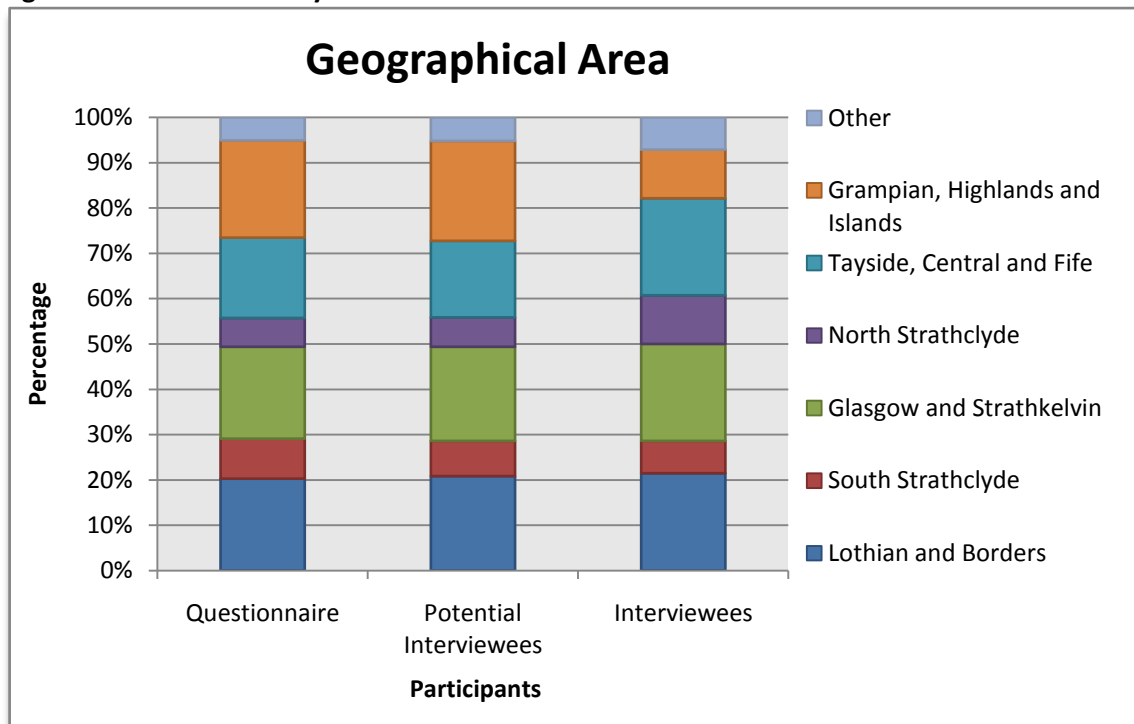 Geographical Area
100%
90%
80%
70%
60%
50%
40%
30%
20%
10%
0%
Percentage
Questionnaire
Potential
Interviewees
Interviewees
Participants
Other
Grampian, Highlands and
Islands
Tayside, Central and Fife
North Strathclyde
Glasgow and Strathkelvin
South Strathclyde
Lothian and Borders